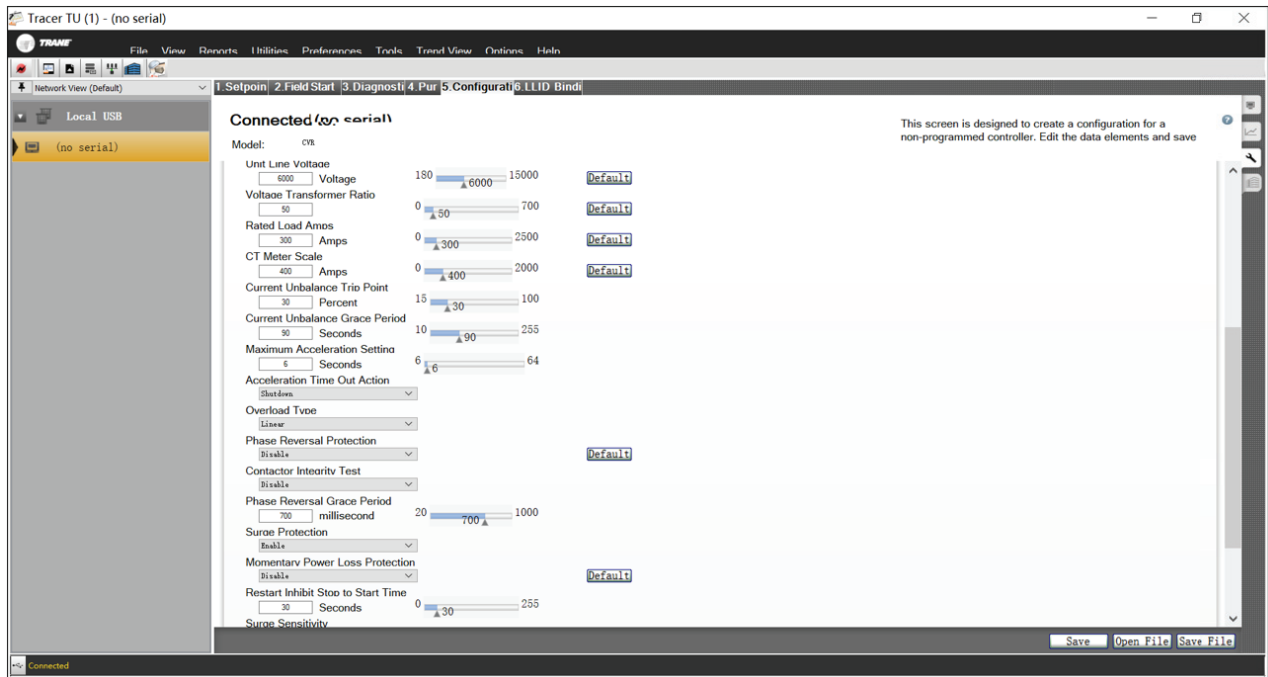 Tracer TU (1) - (no serial)
TRANE
File View Reports Utilities Preferences Tools Trend View Options Help
Network View (Default)
1.Setpoin 2.Field Start 3.Diagnosti 4.Pur 5.Configurati 6.LLID Bindi
Local USB
(no serial)
Connected (no serial)
This screen is designed to create a configuration for a
non-programmed controller. Edit the data elements and save
Model: CVR
Unit Line Voltage
6000 Voltage 180 6000 15000 Default
Voltage Transformer Ratio
50 0 50 700 Default
Rated Load Amps
300 Amps 0 300 2500 Default
CT Meter Scale
400 Amps 0 400 2000 Default
Current Unbalance Trip Point
30 Percent 15 30 100
Current Unbalance Grace Period
90 Seconds 10 90 255
Maximum Acceleration Setting
6 Seconds 6 6 64
Acceleration Time Out Action
Shutdown
Overload Type
Linear
Phase Reversal Protection
Disable Default
Contactor Integrity Test
Disable
Phase Reversal Grace Period
700 millisecond 20 700 1000
Surge Protection
Enable
Momentary Power Loss Protection
Disable Default
Restart Inhibit Stop to Start Time
30 Seconds 0 30 255
Surge Sensitivity
Save Open File Save File
Connected